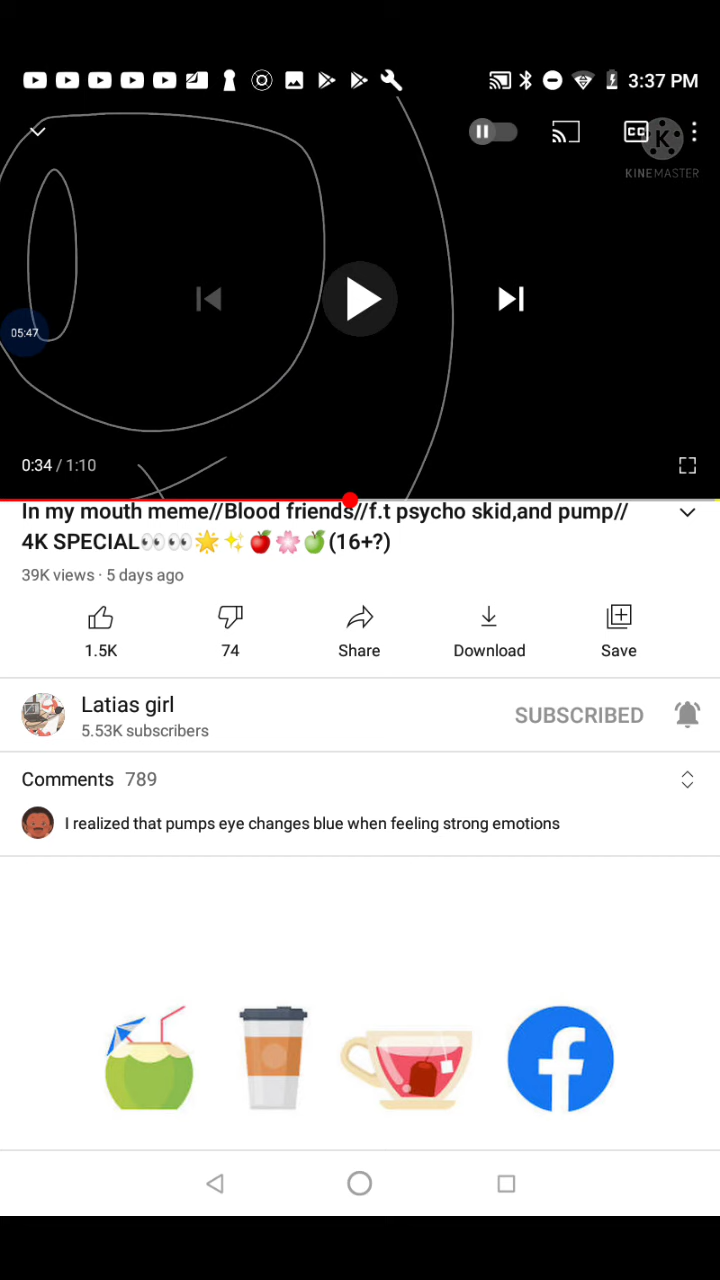 3:37 PM
CC
K
KINEMASTER
05:47
0:34 / 1:10
In my mouth meme//Blood friends//f.t psycho skid,and pump//
4K SPECIAL👀👀🌟✨🍎🌸🍏(16+?)
39K views · 5 days ago
1.5K 74 Share Download Save
Latias girl
5.53K subscribers
SUBSCRIBED
Comments 789
I realized that pumps eye changes blue when feeling strong emotions
f